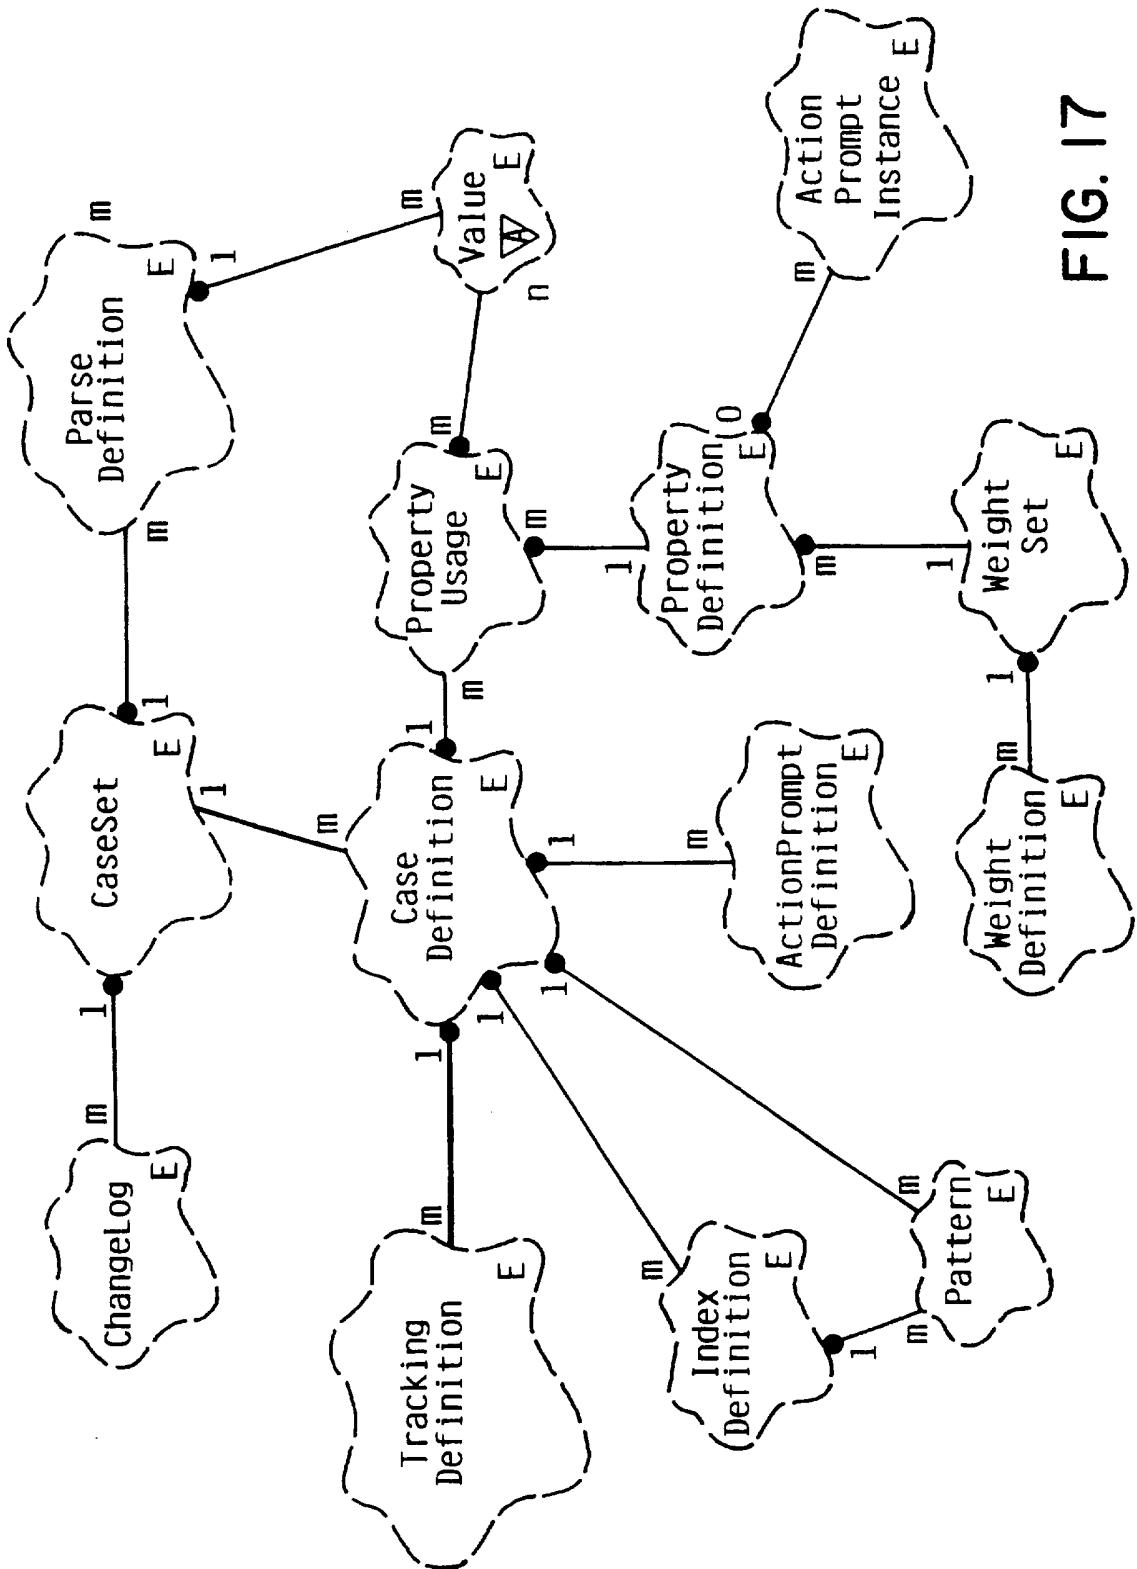 ChangeLog
E
m
1
CaseSet
E
1
1
m
Parse
Definition
E
m
1
m
Tracking
Definition
E
m
1
m
Case
Definition
E
1
m
Property
Usage
E
m
m
Value
A
E
n
m
1
1
1
m
m
1
Index
Definition
E
1
m
m
Pattern
E
ActionPrompt
Definition
E
Property
Definition
E
0
m
m
Action
Prompt
Instance
E
1
Weight
Definition
E
m
1
Weight
Set
E
FIG. 17